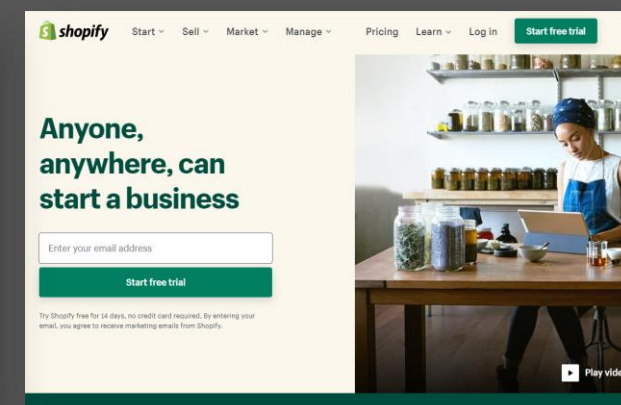 shopify Start Sell Market Manage Pricing Learn Log in Start free trial
Anyone,
anywhere, can
start a business
Enter your email address
Start free trial
Try Shopify free for 14 days, no credit card required. By entering your
email, you agree to receive marketing emails from Shopify.
Play vide